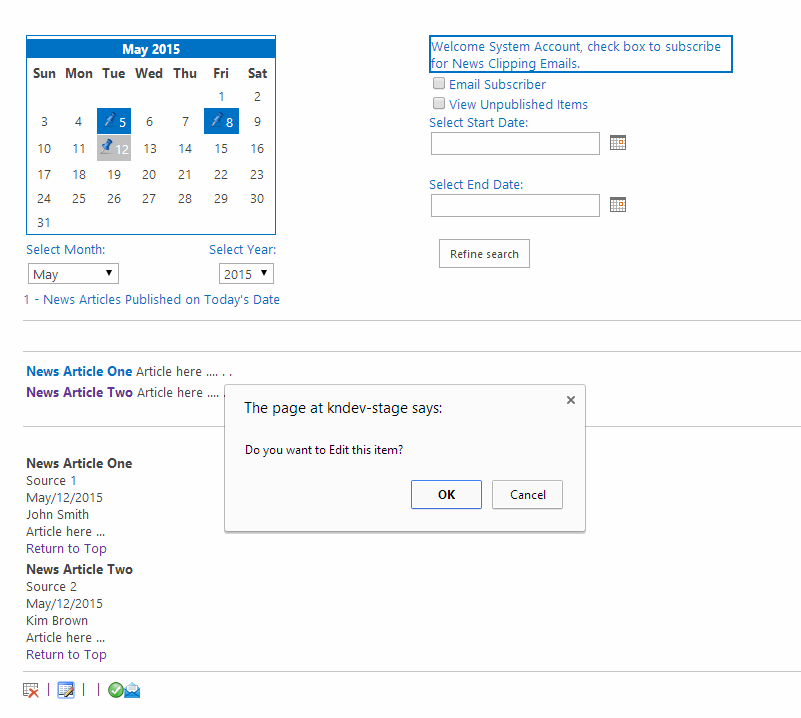 May 2015
Sun Mon Tue Wed Thu Fri Sat
1 2
3 4 5 6 7 8 9
10 11 12 13 14 15 16
17 18 19 20 21 22 23
24 25 26 27 28 29 30
31
Select Month: Select Year:
May 2015
1 - News Articles Published on Today's Date
Welcome System Account, check box to subscribe
for News Clipping Emails.
Email Subscriber
View Unpublished Items
Select Start Date:
Select End Date:
Refine search
News Article One Article here .... . .
News Article Two Article here .... .
The page at kndev-stage says:
Do you want to Edit this item?
OK Cancel
News Article One
Source 1
May/12/2015
John Smith
Article here ...
Return to Top
News Article Two
Source 2
May/12/2015
Kim Brown
Article here ...
Return to Top